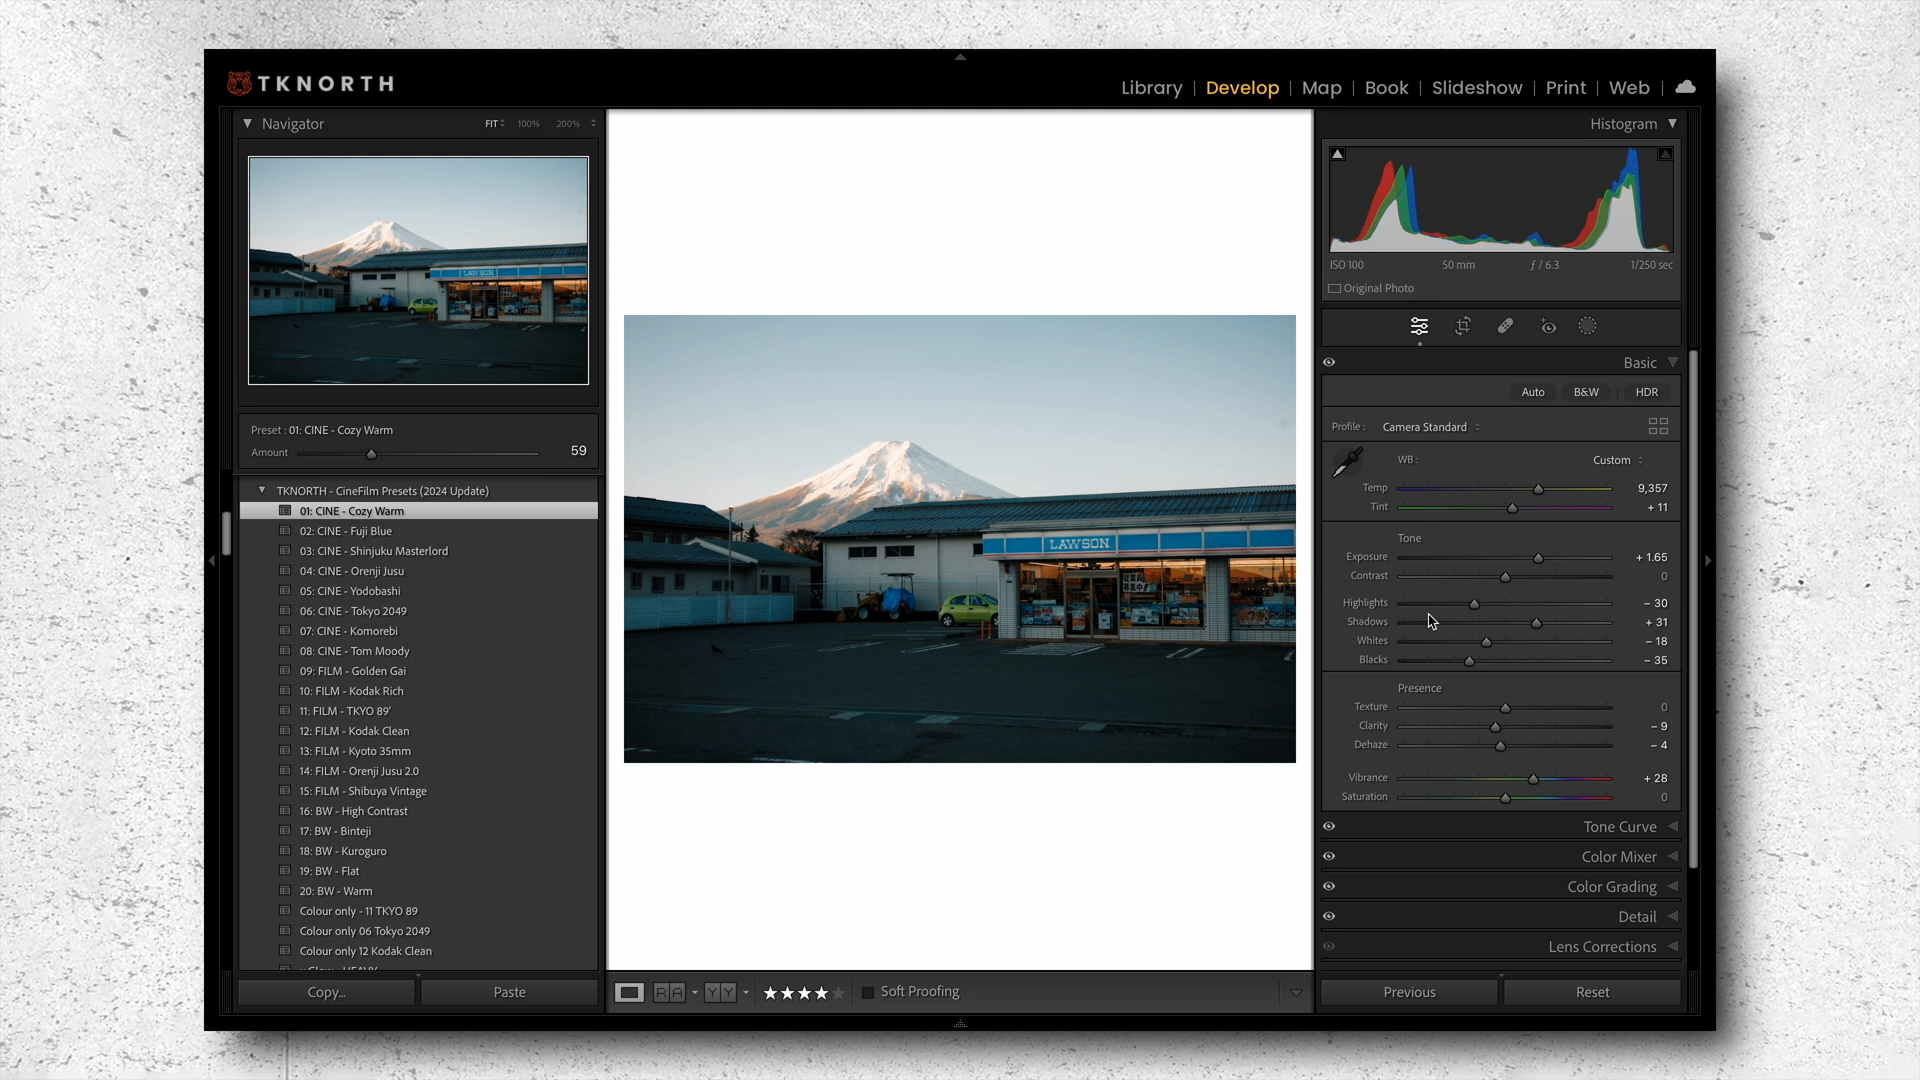 TKNORTH
Library | Develop | Map | Book | Slideshow | Print | Web |
Navigator
FIT 100% 200%
LAWSON
Preset : 01: CINE - Cozy Warm
Amount 59
TKNORTH - CineFilm Presets (2024 Update)
01: CINE - Cozy Warm
02: CINE - Fuji Blue
03: CINE - Shinjuku Masterlord
04: CINE - Orenji Jusu
05: CINE - Yodobashi
06: CINE - Tokyo 2049
07: CINE - Komorebi
08: CINE - Tom Moody
09: FILM - Golden Gai
10: FILM - Kodak Rich
11: FILM - TKYO 89'
12: FILM - Kodak Clean
13: FILM - Kyoto 35mm
14: FILM - Orenji Jusu 2.0
15: FILM - Shibuya Vintage
16: BW - High Contrast
17: BW - Binteji
18: BW - Kuroguro
19: BW - Flat
20: BW - Warm
Colour only - 11 TKYO 89
Colour only 06 Tokyo 2049
Colour only 12 Kodak Clean
Copy...
Paste
LAWSON
RA
YY
★★★★★
Soft Proofing
Histogram
ISO 100 50 mm ƒ / 6.3 1/250 sec
Original Photo
Basic
Auto B&W | HDR
Profile : Camera Standard
WB : Custom
Temp 9,357
Tint + 11
Tone
Exposure + 1.65
Contrast 0
Highlights – 30
Shadows + 31
Whites – 18
Blacks – 35
Presence
Texture 0
Clarity – 9
Dehaze – 4
Vibrance + 28
Saturation 0
Tone Curve
Color Mixer
Color Grading
Detail
Lens Corrections
Previous
Reset